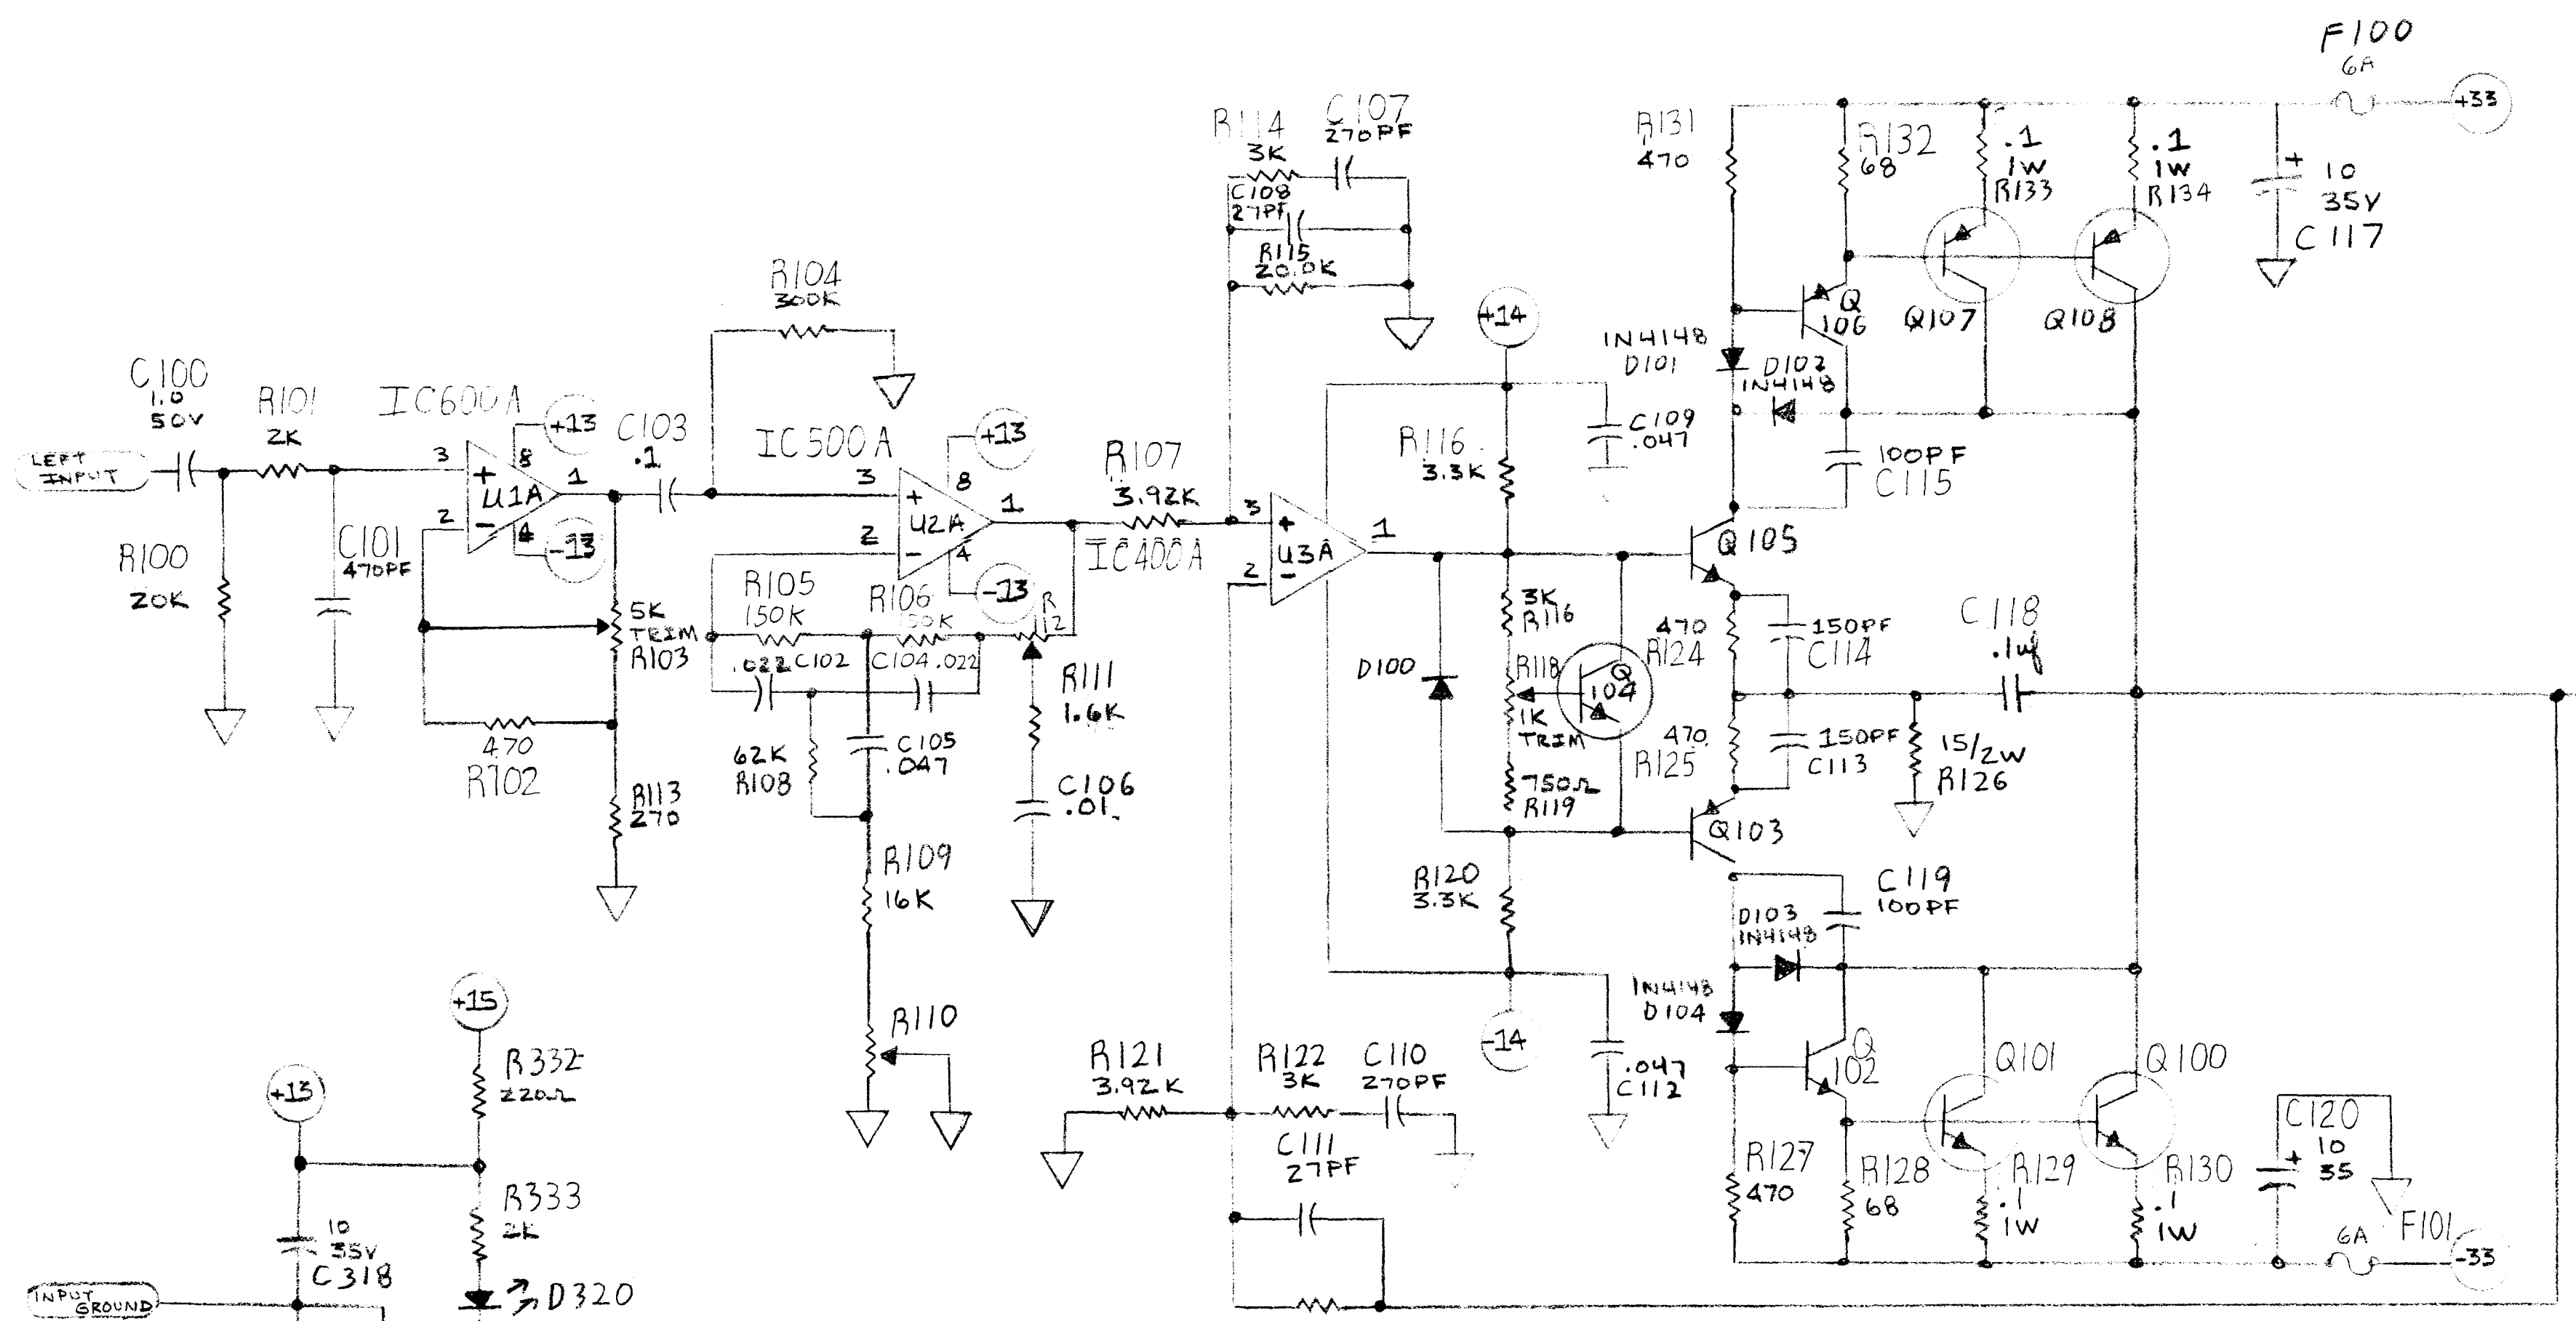 F100
6A
+33
R131
470
R132
68
.1
1W
R133
.1
1W
R134
+
10
35V
C117
R114
3K
C107
270PF
C108
27PF
R115
20.0K
R104
300K
+14
Q
106
Q107
Q108
1N4148
D101
D102
1N4148
C100
1.0
50V
R101
2K
IC600A
+13
C103
.1
IC500A
+13
R107
3.92K
IC400A
R116
3.3K
C109
.047
100PF
C115
LEFT
INPUT
3
+
8
U1A
1
2
-
4
-13
3
+
8
U2A
1
2
-
4
-13
3
+
U3A
1
2
-
Q105
R100
20K
C101
470PF
5K
TRIM
R103
R105
150K
R106
150K
R
12
.022
C102
C104
.022
3K
R116
470
R124
150PF
C114
C118
.1uf
D100
R118
1K
TRIM
Q
104
R111
1.6K
470
R102
R113
270
62K
R108
C105
.047
C106
.01
750Ω
R119
470
R125
150PF
C113
15/2W
R126
Q103
R109
16K
R120
3.3K
C119
100PF
D103
1N4148
1N4148
D104
R110
-14
.047
C112
Q
102
Q101
Q100
+15
R332
220Ω
+13
R121
3.92K
R122
3K
C110
270PF
C111
27PF
R127
470
R128
68
R129
.1
1W
R130
.1
1W
C120
+
10
35
F101
6A
-33
R333
2K
10
35V
C318
D320
INPUT
GROUND